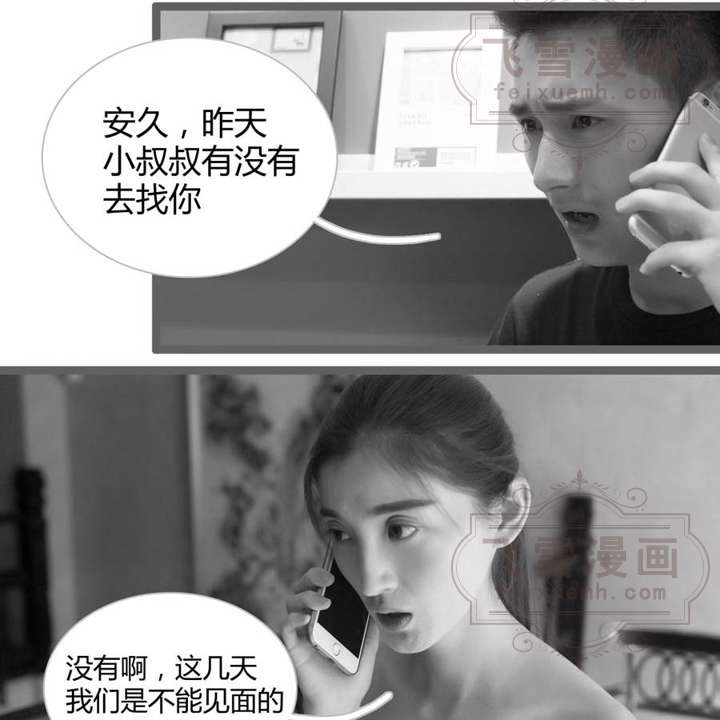 飞雪漫画
feixuemh.com
安久，昨天
小叔叔有没有
去找你
飞雪漫画
没有啊，这几天
我们是不能见面的